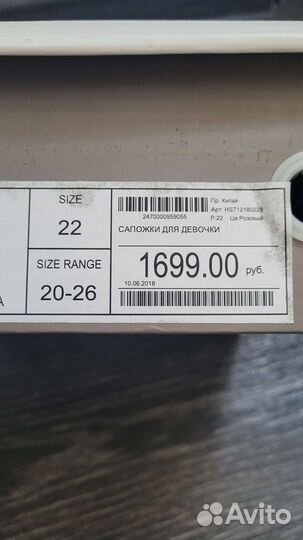 SIZE
22
SIZE RANGE
20-26
A
Пр. Китай
Арт. HST12180228
2470000959055
Р.22 Цв:Розовый
САПОЖКИ ДЛЯ ДЕВОЧКИ
1699.00 руб.
10.06.2018
Avito